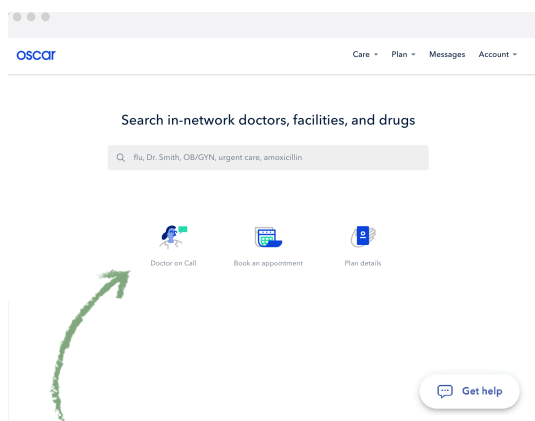 oscar
Care Plan Messages Account
Search in-network doctors, facilities, and drugs
flu, Dr. Smith, OB/GYN, urgent care, amoxicillin
Doctor on Call Book an appointment Plan details
Get help